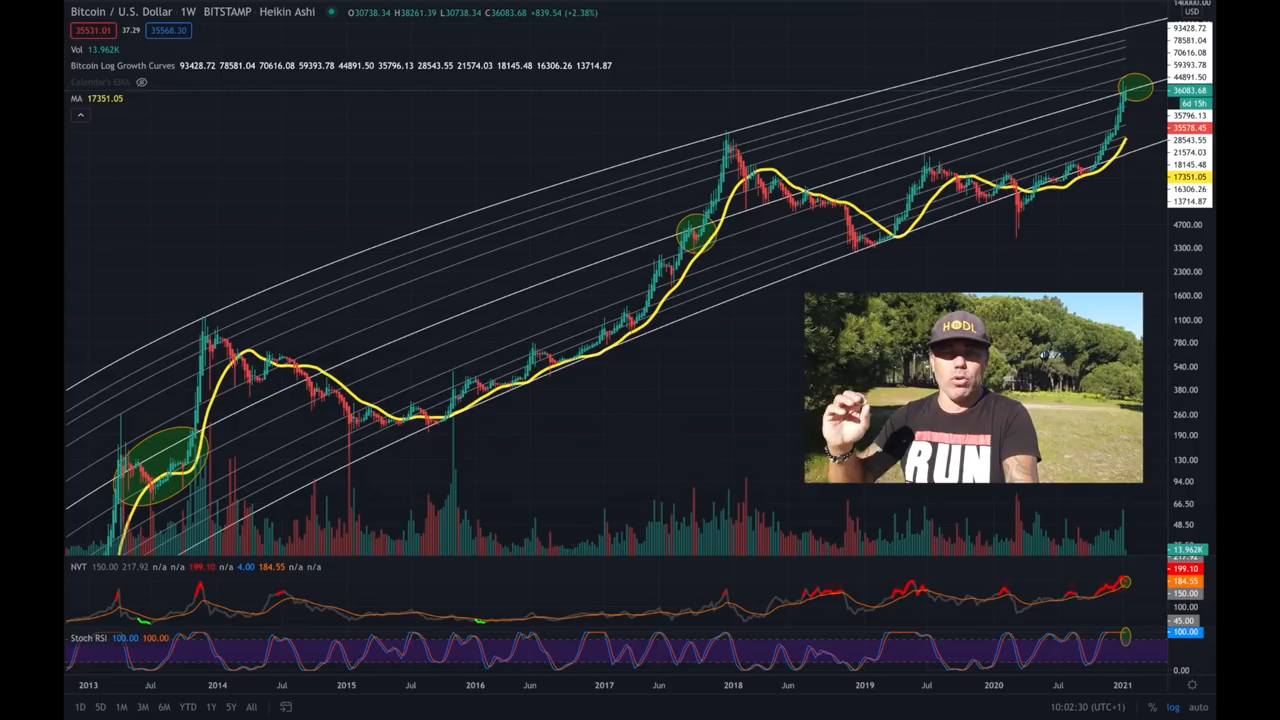 Bitcoin / U.S. Dollar · 1W · BITSTAMP · Heikin Ashi O30738.34 H38261.39 L30738.34 C36083.68 +839.54 (+2.38%)
35531.01 37.29 35568.30
Vol 13.962K
Bitcoin Log Growth Curves 93428.72 78581.04 70616.08 59393.78 44891.50 35796.13 28543.55 21574.03 18145.48 16306.26 13714.87
MA 17351.05
140000.00
USD
93428.72
78581.04
70616.08
59393.78
44891.50
36083.68
6d 15h
35796.13
35578.45
28543.55
21574.03
18145.48
17351.05
16306.26
13714.87
4700.00
3300.00
2300.00
1600.00
1100.00
780.00
540.00
380.00
260.00
190.00
130.00
94.00
66.50
48.50
13.962K
217.92
HODL
RUN
NVT 150.00 217.92 n/a n/a 199.10 n/a 4.00 184.55 n/a n/a
199.10
184.55
150.00
100.00
45.00
Stoch RSI 100.00 100.00
100.00
0.00
2013 Jul 2014 Jul 2015 Jul 2016 Jun 2017 Jun 2018 Jun 2019 Jul 2020 Jul 2021
1D 5D 1M 3M 6M YTD 1Y 5Y All 10:02:30 (UTC+1) % log auto